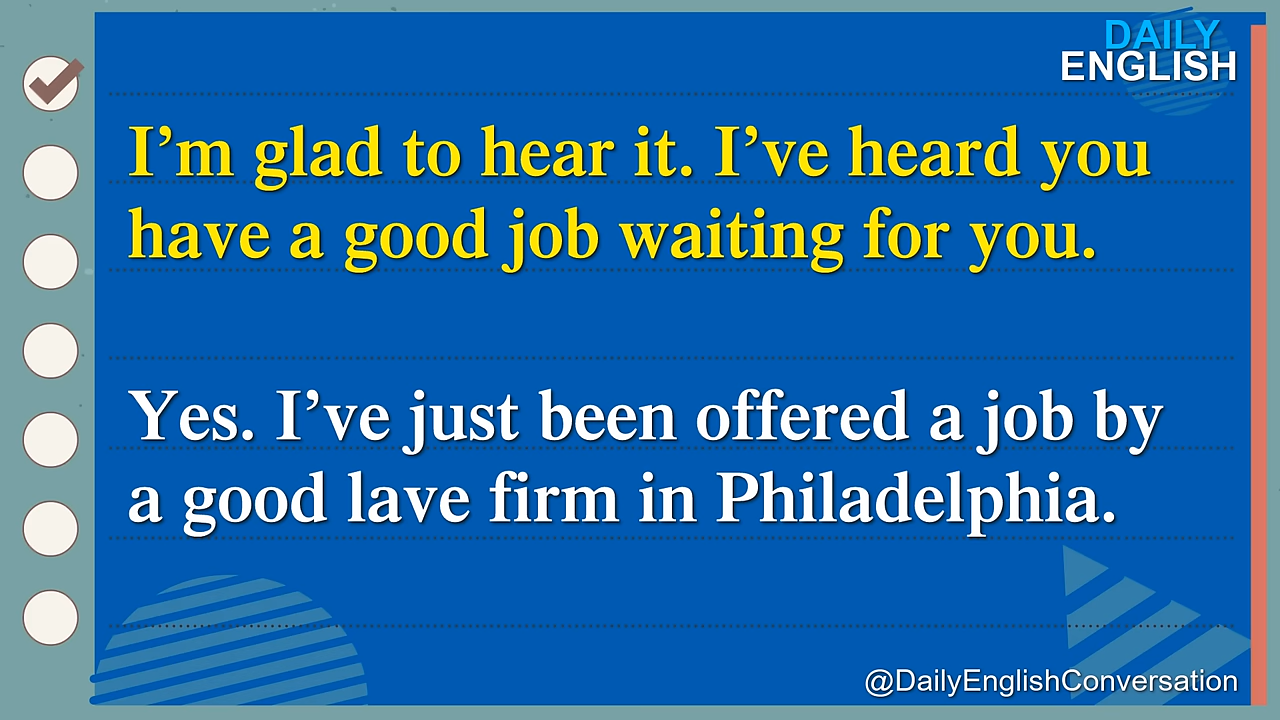 DAILY
ENGLISH
I’m glad to hear it. I’ve heard you
have a good job waiting for you.
Yes. I’ve just been offered a job by
a good lave firm in Philadelphia.
@DailyEnglishConversation